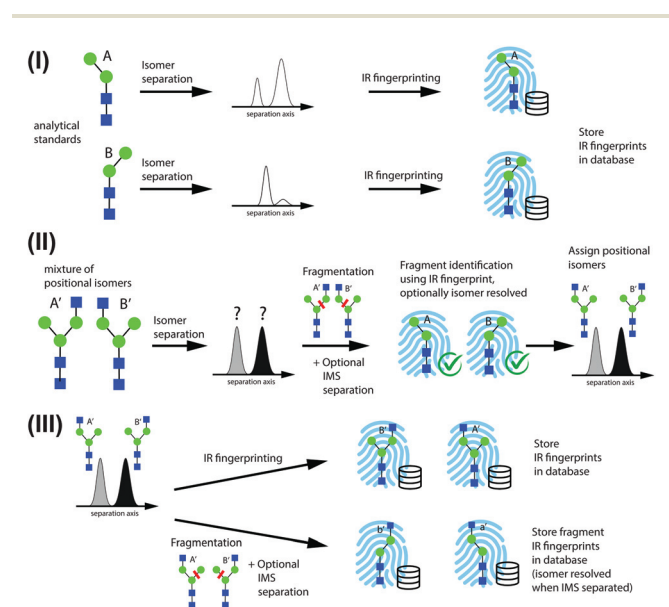 (I)
A
Isomer
separation
separation axis
IR fingerprinting
A
analytical
standards
Store
IR fingerprints
in database
B
Isomer
separation
separation axis
IR fingerprinting
B
(II)
mixture of
positional isomers
A' B'
Isomer
separation
? ?
separation axis
Fragmentation
A' B'
+ Optional
IMS
separation
Fragment identification
using IR fingerprint,
optionally isomer resolved
A B
Assign positional
isomers
A' B'
separation axis
(III)
A' B'
separation axis
IR fingerprinting
B' A'
Store
IR fingerprints
in database
Fragmentation
A' B'
+ Optional
IMS
separation
b' a'
Store fragment
IR fingerprints
in database
(isomer resolved
when IMS separated)